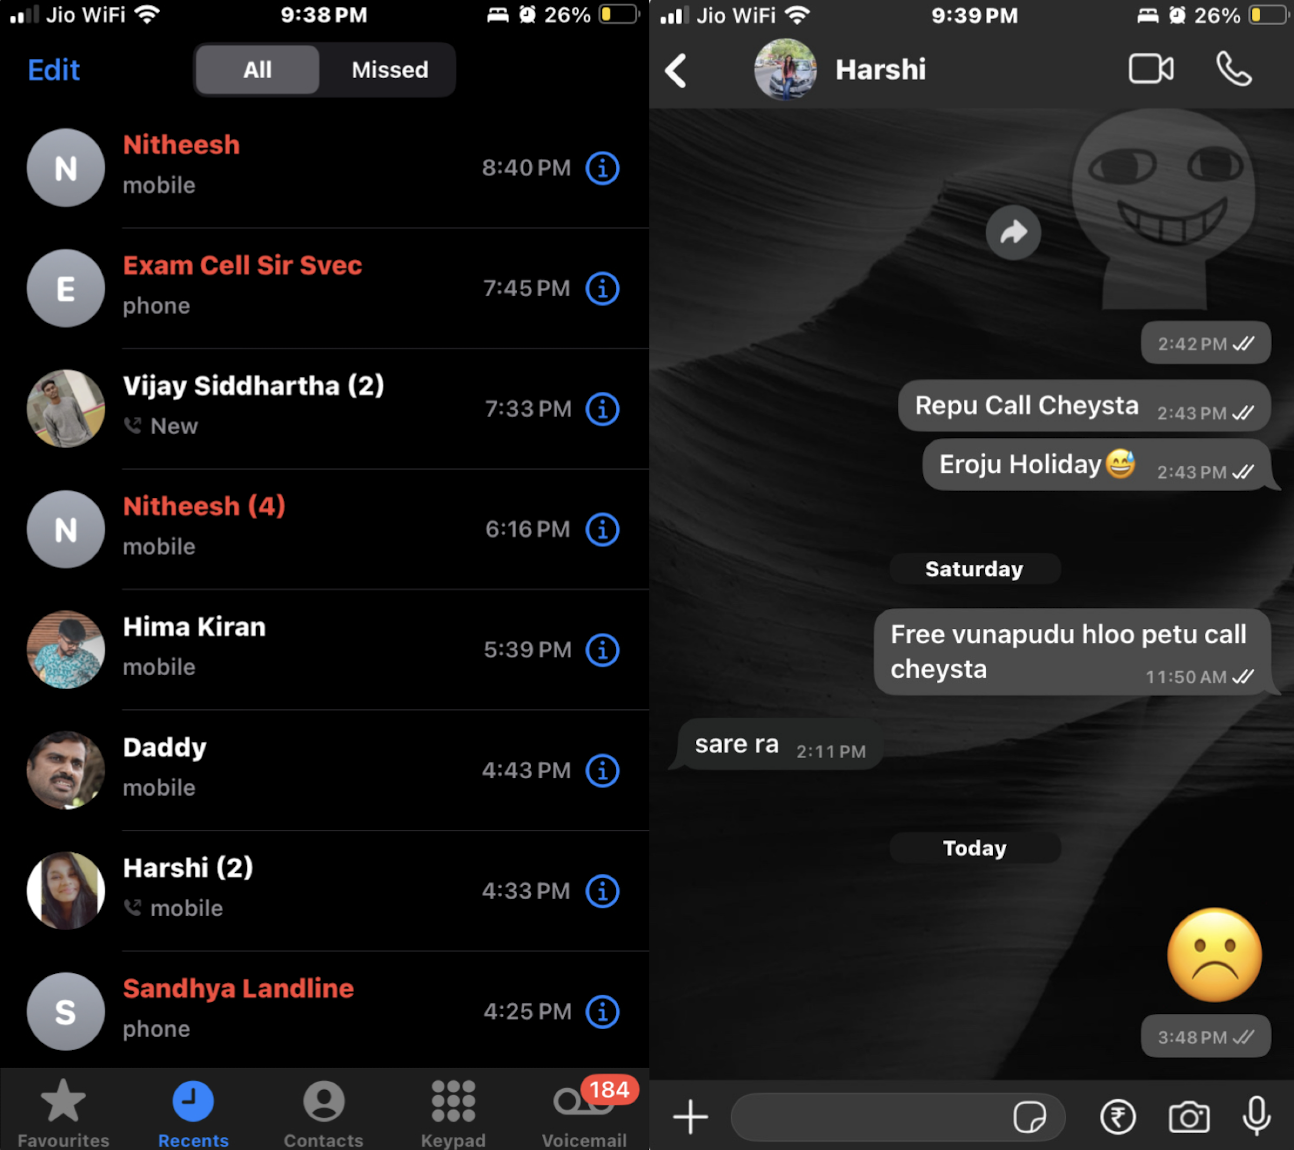 Jio WiFi 9:38 PM 26%
Edit All Missed
Nitheesh
mobile
8:40 PM
N
Exam Cell Sir Svec
phone
7:45 PM
E
Vijay Siddhartha (2)
New
7:33 PM
Nitheesh (4)
mobile
6:16 PM
N
Hima Kiran
mobile
5:39 PM
Daddy
mobile
4:43 PM
Harshi (2)
mobile
4:33 PM
Sandhya Landline
phone
4:25 PM
S
184
Favourites Recents Contacts Keypad Voicemail
Jio WiFi 9:39 PM 26%
Harshi
2:42 PM
Repu Call Cheysta 2:43 PM
Eroju Holiday😅 2:43 PM
Saturday
Free vunapudu hloo petu call
cheysta 11:50 AM
sare ra 2:11 PM
Today
☹️
3:48 PM
₹